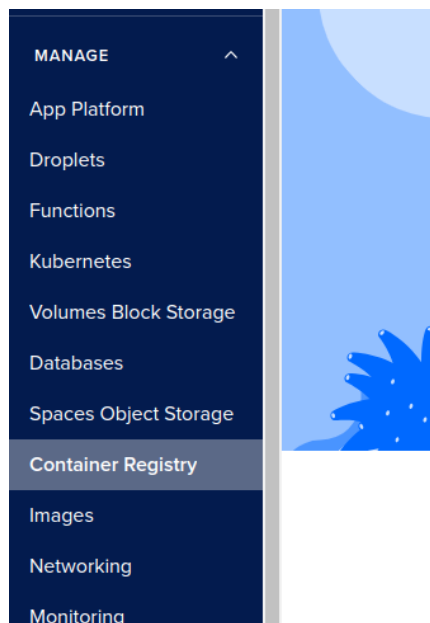 MANAGE
App Platform
Droplets
Functions
Kubernetes
Volumes Block Storage
Databases
Spaces Object Storage
Container Registry
Images
Networking
Monitoring